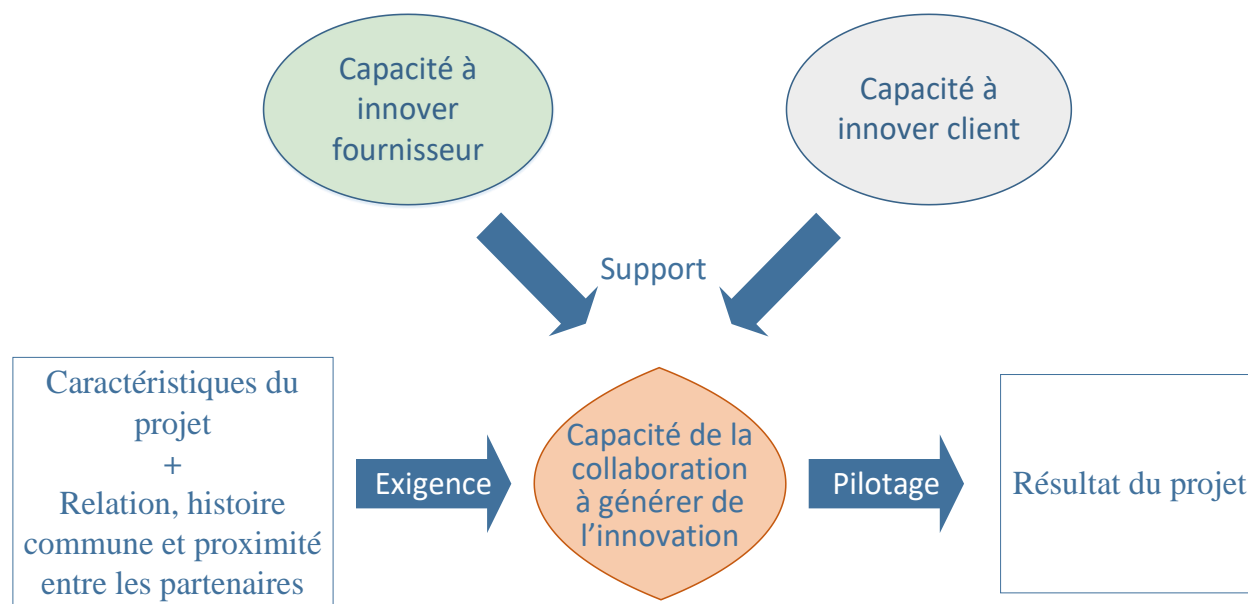 Capacité à
innover
fournisseur
Capacité à
innover client
Support
Caractéristiques du
projet
+
Relation, histoire
commune et proximité
entre les partenaires
Exigence
Capacité de la
collaboration
à générer de
l’innovation
Pilotage
Résultat du projet